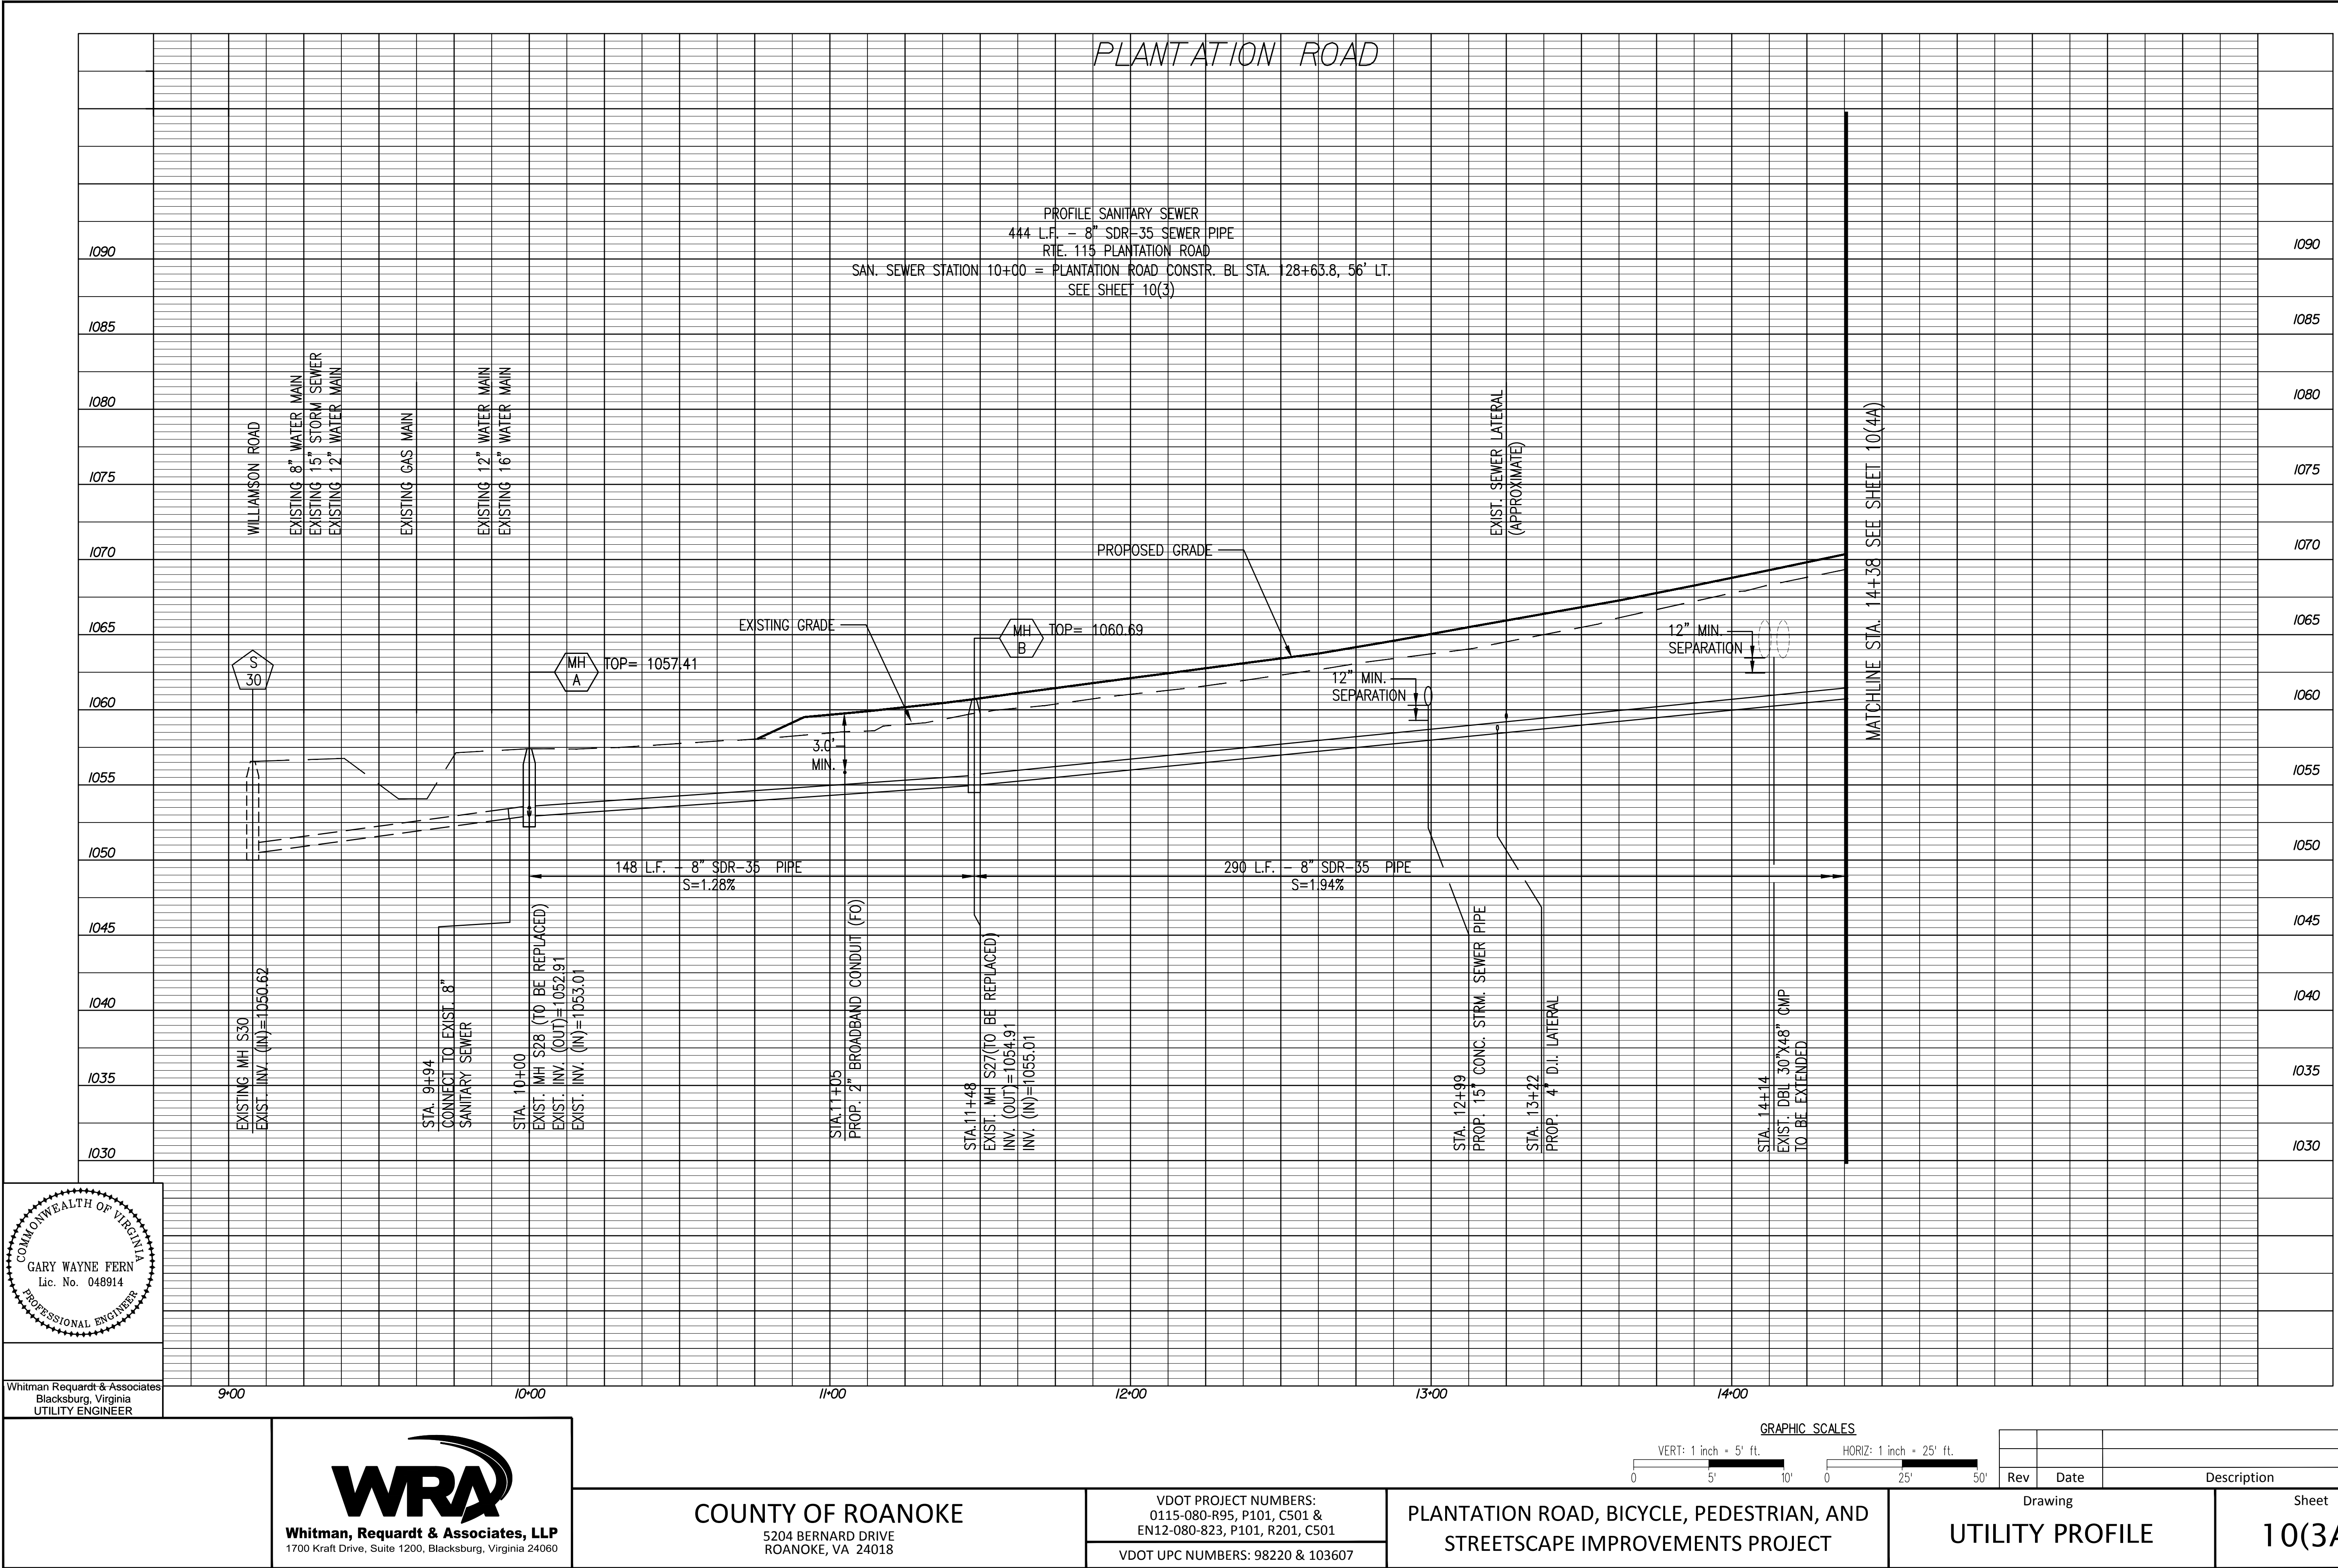 PLANTATION ROAD
PROFILE SANITARY SEWER
444 L.F. – 8" SDR–35 SEWER PIPE
RTE. 115 PLANTATION ROAD
SAN. SEWER STATION 10+00 = PLANTATION ROAD CONSTR. BL STA. 128+63.8, 56' LT.
SEE SHEET 10(3)
1090
1085
1080
1075
1070
1065
1060
1055
1050
1045
1040
1035
1030
1090
1085
1080
1075
1070
1065
1060
1055
1050
1045
1040
1035
1030
WILLIAMSON ROAD
EXISTING 8" WATER MAIN
EXISTING 15" STORM SEWER
EXISTING 12" WATER MAIN
EXISTING GAS MAIN
EXISTING 12" WATER MAIN
EXISTING 16" WATER MAIN
EXIST. SEWER LATERAL
(APPROXIMATE)
MATCHLINE STA. 14+38 SEE SHEET 10(4A)
PROPOSED GRADE
EXISTING GRADE
S
30
MH
A
TOP= 1057.41
MH
B
TOP= 1060.69
12" MIN.
SEPARATION
12" MIN.
SEPARATION
3.0'
MIN.
148 L.F. – 8" SDR–35 PIPE
S=1.28%
290 L.F. – 8" SDR–35 PIPE
S=1.94%
EXISTING MH S30
EXIST. INV. (IN)=1050.62
STA. 9+94
CONNECT TO EXIST. 8"
SANITARY SEWER
STA. 10+00
EXIST. MH S28 (TO BE REPLACED)
EXIST. INV. (OUT)=1052.91
EXIST. INV. (IN)=1053.01
STA.11+05
PROP. 2" BROADBAND CONDUIT (FO)
STA.11+48
EXIST. MH S27(TO BE REPLACED)
INV. (OUT)=1054.91
INV. (IN)=1055.01
STA. 12+99
PROP. 15" CONC. STRM. SEWER PIPE
STA. 13+22
PROP. 4" D.I. LATERAL
STA. 14+14
EXIST. DBL 30"X48" CMP
TO BE EXTENDED
9+00
10+00
11+00
12+00
13+00
14+00
COMMONWEALTH OF VIRGINIA
GARY WAYNE FERN
Lic. No. 048914
PROFESSIONAL ENGINEER
Whitman Requardt & Associates
Blacksburg, Virginia
UTILITY ENGINEER
WRA
Whitman, Requardt & Associates, LLP
1700 Kraft Drive, Suite 1200, Blacksburg, Virginia 24060
COUNTY OF ROANOKE
5204 BERNARD DRIVE
ROANOKE, VA 24018
VDOT PROJECT NUMBERS:
0115-080-R95, P101, C501 &
EN12-080-823, P101, R201, C501
VDOT UPC NUMBERS: 98220 & 103607
GRAPHIC SCALES
VERT: 1 inch = 5' ft.
0 5' 10'
HORIZ: 1 inch = 25' ft.
0 25' 50'
PLANTATION ROAD, BICYCLE, PEDESTRIAN, AND
STREETSCAPE IMPROVEMENTS PROJECT
Rev Date Description
Drawing
UTILITY PROFILE
Sheet
10(3A